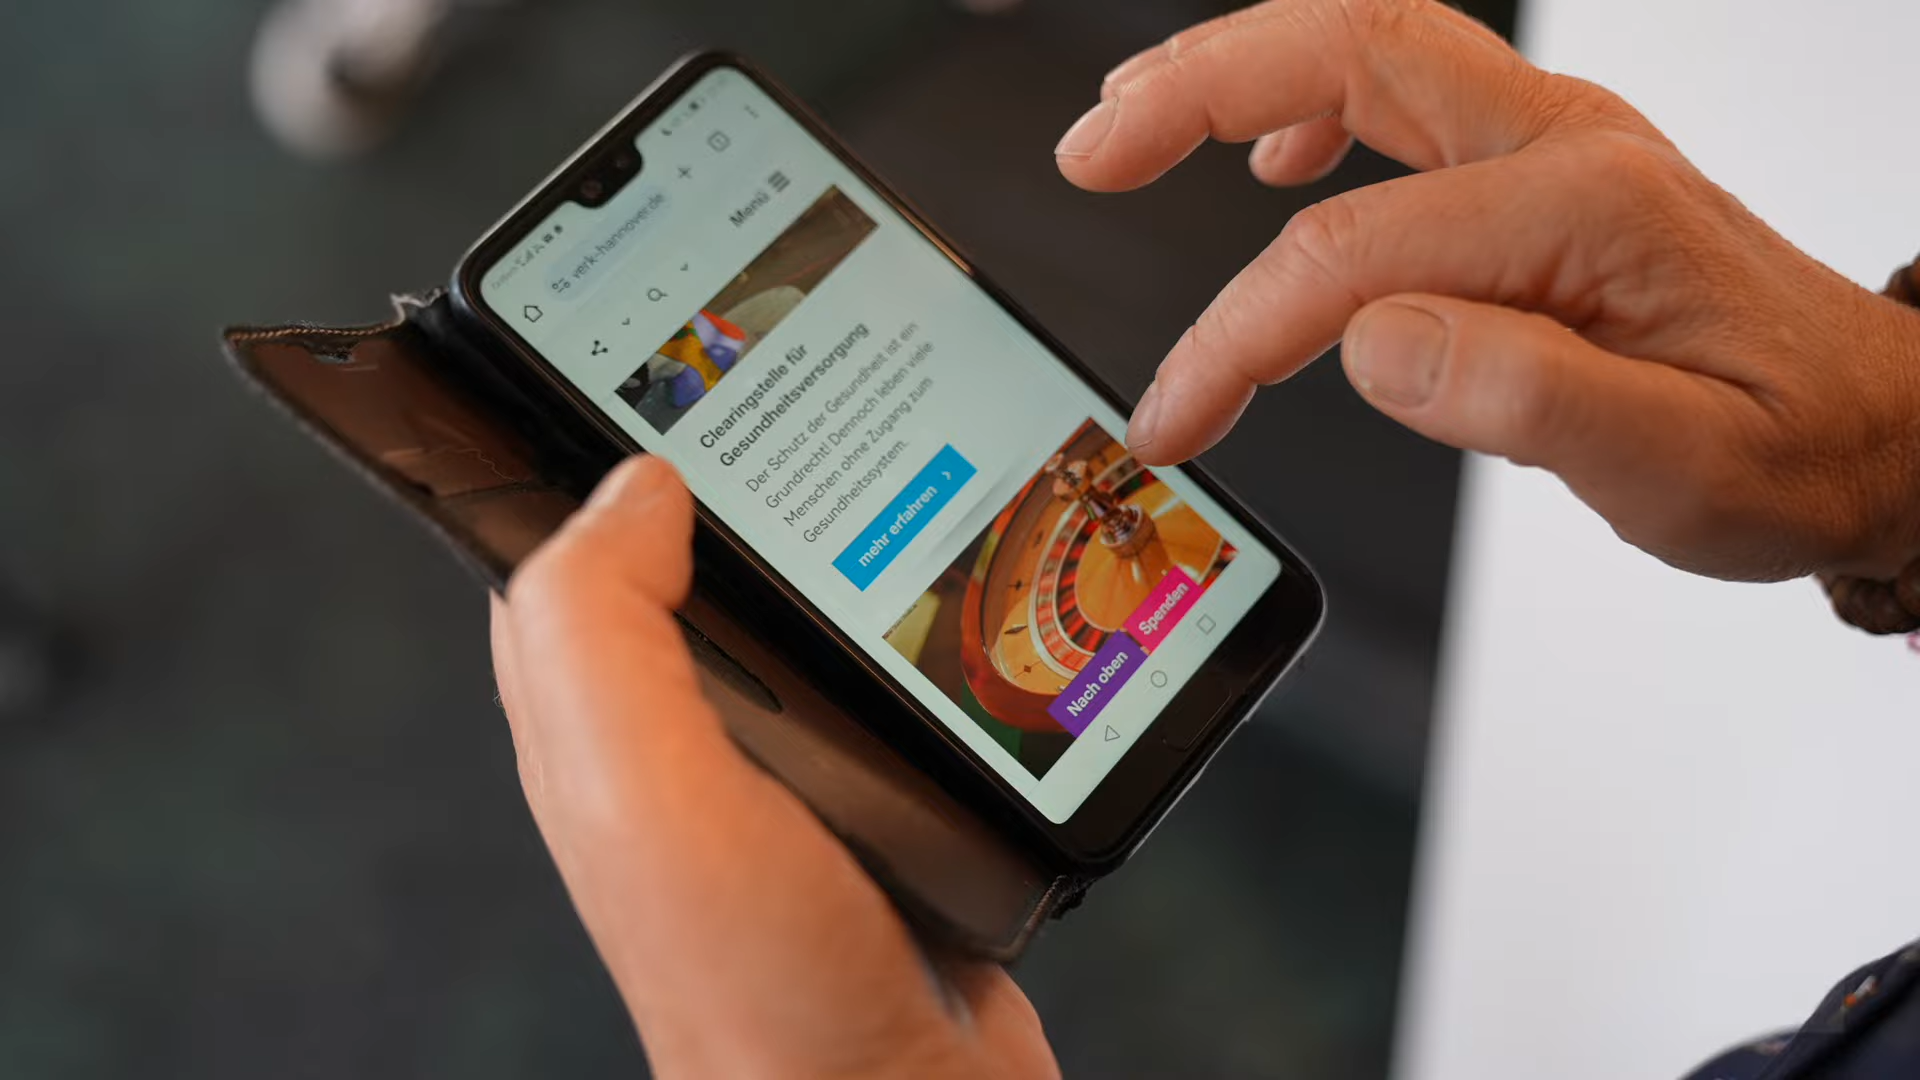 verk-hannover.de
Menü
Clearingstelle für
Gesundheitsversorgung
Der Schutz der Gesundheit ist ein
Grundrecht! Dennoch leben viele
Menschen ohne Zugang zum
Gesundheitssystem.
mehr erfahren
Spenden
Nach oben